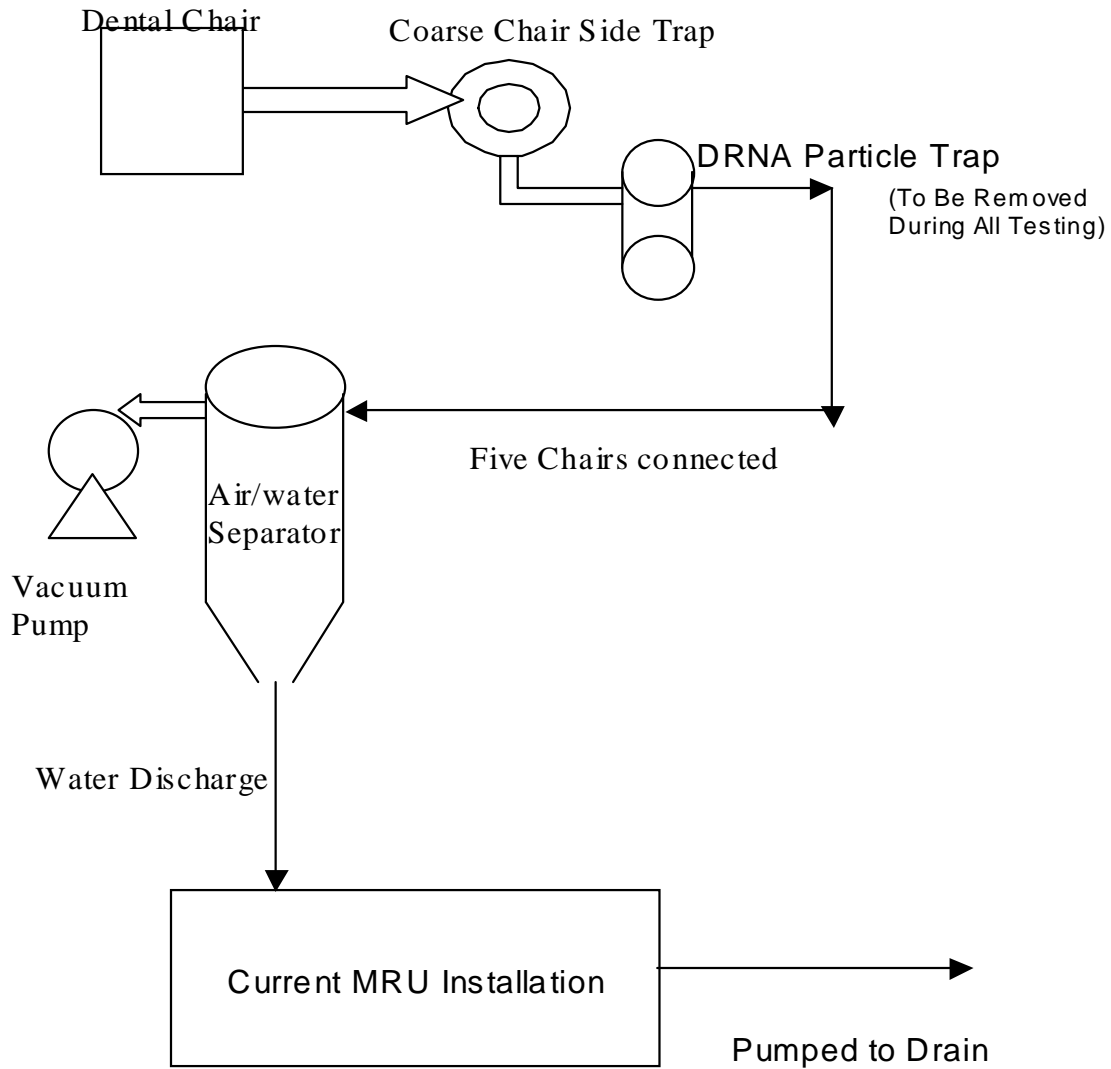 Dental Chair
Coarse Chair Side Trap
DRNA Particle Trap
(To Be Removed
During All Testing)
Five Chairs connected
Air/water
Separator
Vacuum
Pump
Water Discharge
Current MRU Installation
Pumped to Drain